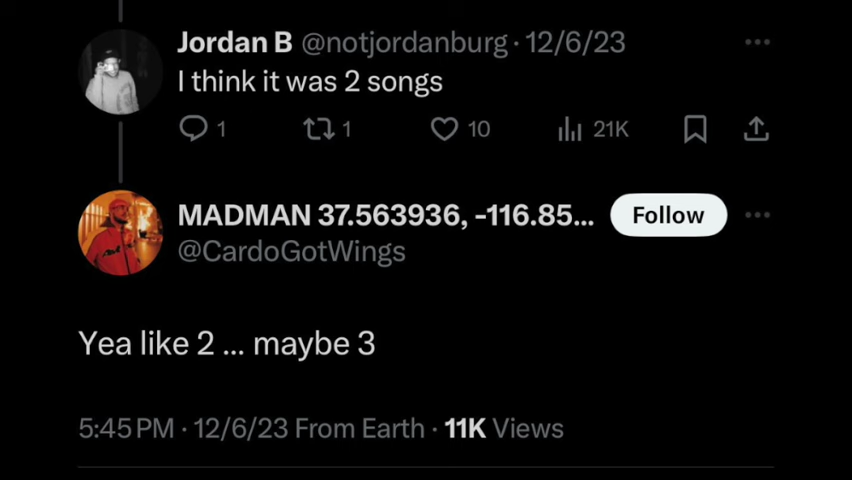 Jordan B @notjordanburg · 12/6/23
I think it was 2 songs
1 1 10 21K
MADMAN 37.563936, -116.85... Follow
@CardoGotWings
Yea like 2 ... maybe 3
5:45 PM · 12/6/23 From Earth · 11K Views